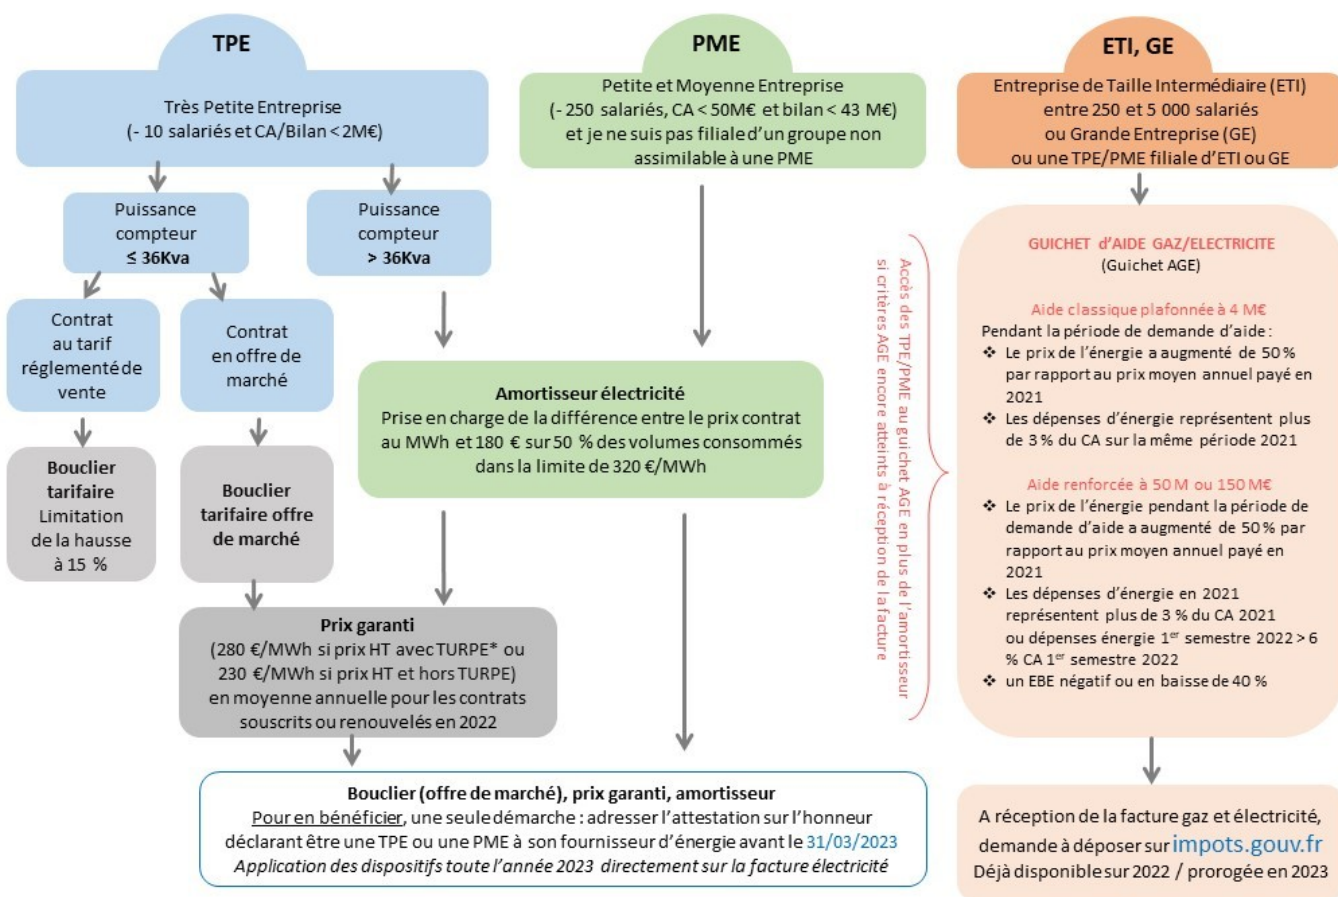 TPE
Très Petite Entreprise
(- 10 salariés et CA/Bilan < 2M€)
Puissance
compteur
≤ 36Kva
Puissance
compteur
> 36Kva
Contrat
au tarif
réglementé de
vente
Contrat
en offre de
marché
Bouclier
tarifaire
Limitation
de la hausse
à 15 %
Bouclier
tarifaire offre
de marché
PME
Petite et Moyenne Entreprise
(- 250 salariés, CA < 50M€ et bilan < 43 M€)
et je ne suis pas filiale d'un groupe non
assimilable à une PME
Amortisseur électricité
Prise en charge de la différence entre le prix contrat
au MWh et 180 € sur 50 % des volumes consommés
dans la limite de 320 €/MWh
Prix garanti
(280 €/MWh si prix HT avec TURPE* ou
230 €/MWh si prix HT et hors TURPE)
en moyenne annuelle pour les contrats
souscrits ou renouvelés en 2022
Bouclier (offre de marché), prix garanti, amortisseur
Pour en bénéficier, une seule démarche : adresser l'attestation sur l'honneur
déclarant être une TPE ou une PME à son fournisseur d'énergie avant le 31/03/2023
Application des dispositifs toute l'année 2023 directement sur la facture électricité
Accès des TPE/PME au guichet AGE en plus de l'amortisseur
si critères AGE encore atteints à réception de la facture
ETI, GE
Entreprise de Taille Intermédiaire (ETI)
entre 250 et 5 000 salariés
ou Grande Entreprise (GE)
ou une TPE/PME filiale d'ETI ou GE
GUICHET d'AIDE GAZ/ELECTRICITE
(Guichet AGE)
Aide classique plafonnée à 4 M€
Pendant la période de demande d'aide :
❖ Le prix de l'énergie a augmenté de 50 %
par rapport au prix moyen annuel payé en
2021
❖ Les dépenses d'énergie représentent plus
de 3 % du CA sur la même période 2021
Aide renforcée à 50 M ou 150 M€
❖ Le prix de l'énergie pendant la période de
demande d'aide a augmenté de 50 % par
rapport au prix moyen annuel payé en
2021
❖ Les dépenses d'énergie en 2021
représentent plus de 3 % du CA 2021
ou dépenses énergie 1er semestre 2022 > 6
% CA 1er semestre 2022
❖ un EBE négatif ou en baisse de 40 %
A réception de la facture gaz et électricité,
demande à déposer sur impots.gouv.fr
Déjà disponible sur 2022 / prorogée en 2023